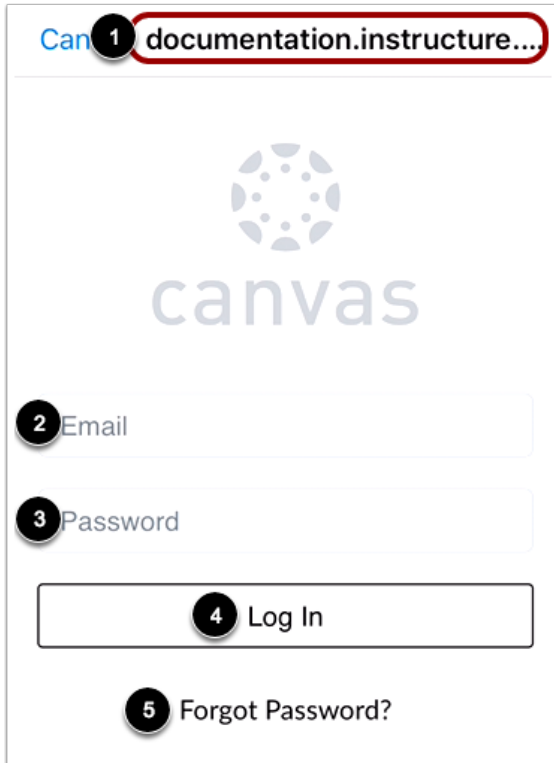 Can 1 documentation.instructure....
canvas
2 Email
3 Password
4 Log In
5 Forgot Password?